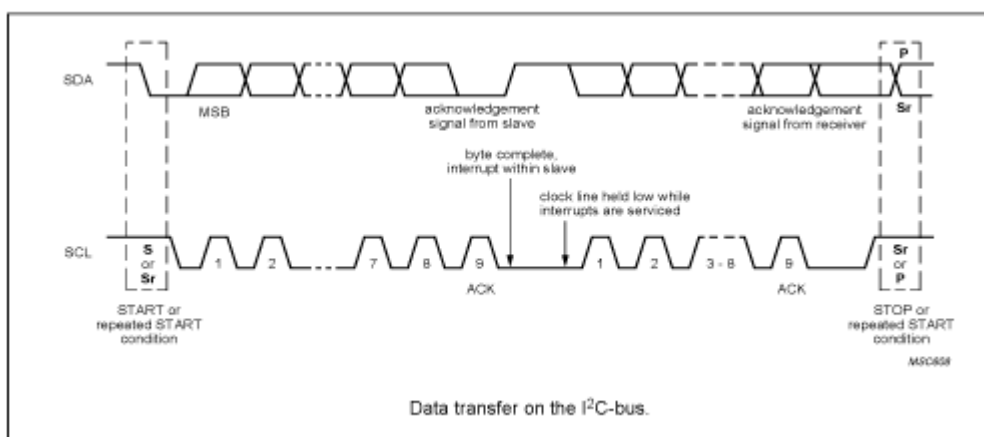 P
SDA
Sr
MSB
acknowledgement
signal from slave
acknowledgement
signal from receiver
byte complete,
interrupt within slave
clock line held low while
interrupts are serviced
SCL
S
or
Sr
1 2 7 8 9 1 2 3 - 8 9
Sr
or
P
ACK ACK
START or
repeated START
condition
STOP or
repeated START
condition
MSC608
Data transfer on the I²C-bus.